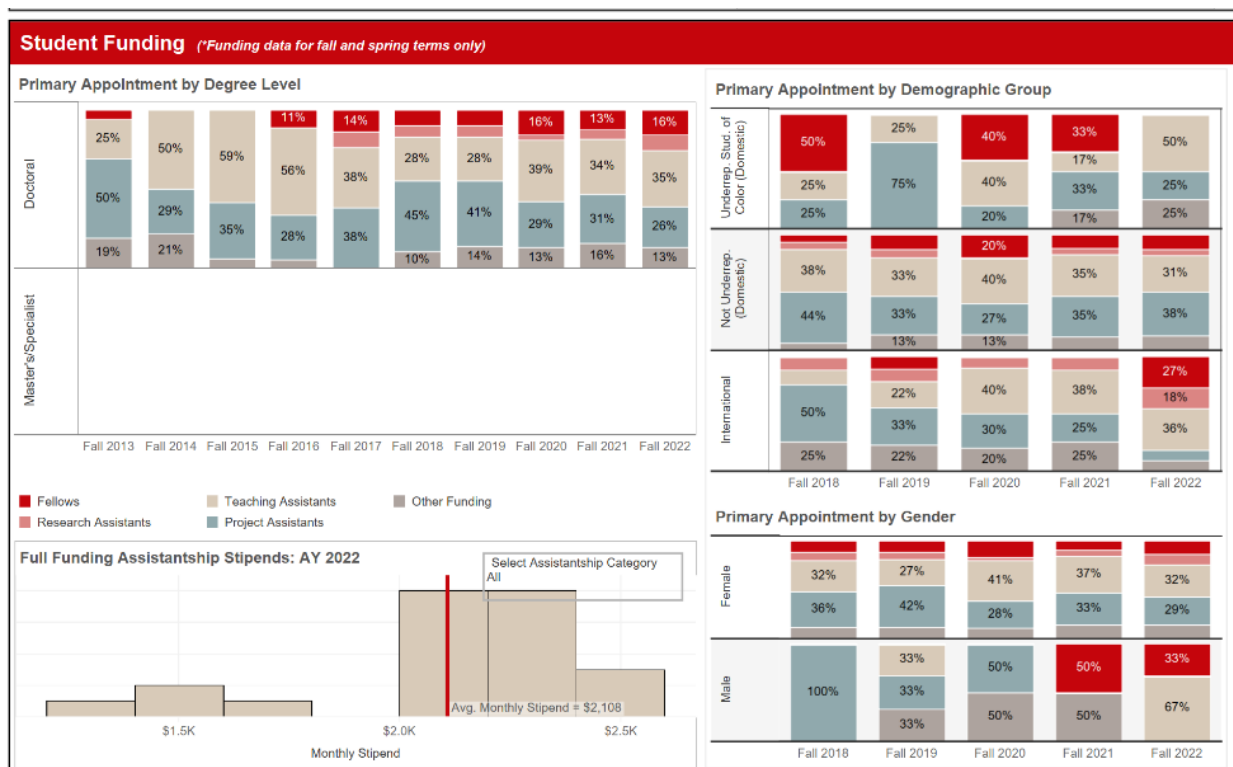 Student Funding (*Funding data for fall and spring terms only)
Primary Appointment by Degree Level
Doctoral
11% 14% 16% 13% 16%
25% 50% 59% 56% 38% 28% 28% 39% 34% 35%
50% 29% 35% 28% 38% 45% 41% 29% 31% 26%
19% 21% 10% 14% 13% 16% 13%
Master's/Specialist
Fall 2013 Fall 2014 Fall 2015 Fall 2016 Fall 2017 Fall 2018 Fall 2019 Fall 2020 Fall 2021 Fall 2022
Fellows Teaching Assistants Other Funding
Research Assistants Project Assistants
Full Funding Assistantship Stipends: AY 2022
Select Assistantship Category
All
Avg. Monthly Stipend = $2,108
$1.5K $2.0K $2.5K
Monthly Stipend
Primary Appointment by Demographic Group
Underrep. Stud. of
Color (Domestic)
50% 25% 40% 33% 50%
25% 75% 40% 17% 25%
25% 20% 33% 25%
17%
Not Underrep.
(Domestic)
20%
38% 33% 40% 35% 31%
44% 33% 27% 35% 38%
13% 13%
International
27%
18%
22% 40% 38% 36%
50% 33% 30% 25%
25% 22% 20% 25%
Fall 2018 Fall 2019 Fall 2020 Fall 2021 Fall 2022
Primary Appointment by Gender
Female
32% 27% 41% 37% 32%
36% 42% 28% 33% 29%
Male
100% 33% 50% 50% 33%
33% 50% 50% 67%
33%
Fall 2018 Fall 2019 Fall 2020 Fall 2021 Fall 2022